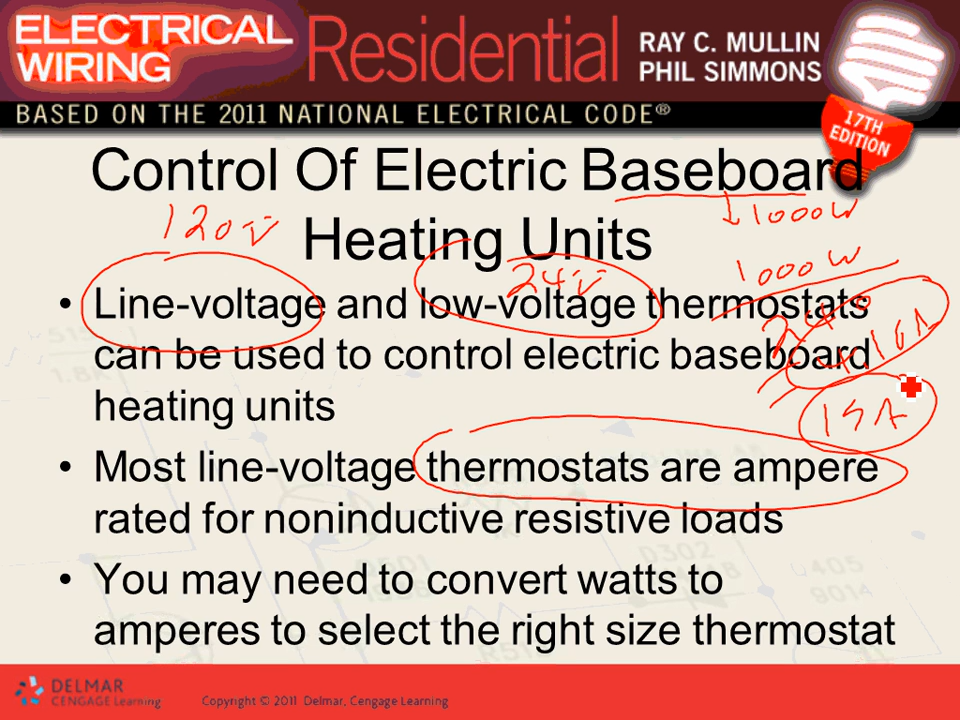 ELECTRICAL
WIRING
Residential
RAY C. MULLIN
PHIL SIMMONS
BASED ON THE 2011 NATIONAL ELECTRICAL CODE®
17TH
EDITION
Control Of Electric Baseboard
Heating Units
↓1000W
120V
24V
1000W
240
15A
• Line-voltage and low-voltage thermostats
can be used to control electric baseboard
heating units
• Most line-voltage thermostats are ampere
rated for noninductive resistive loads
• You may need to convert watts to
amperes to select the right size thermostat
DELMAR
CENGAGE Learning
Copyright © 2011 Delmar, Cengage Learning